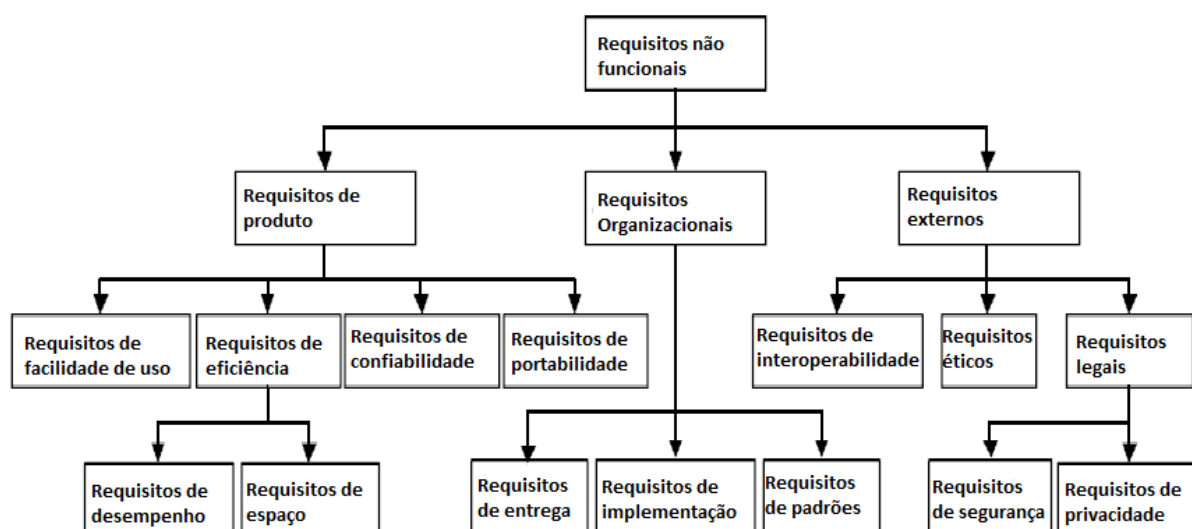 Requisitos não
funcionais
Requisitos de
produto
Requisitos
Organizacionais
Requisitos
externos
Requisitos de
facilidade de uso
Requisitos de
eficiência
Requisitos de
confiabilidade
Requisitos de
portabilidade
Requisitos de
interoperabilidade
Requisitos
éticos
Requisitos
legais
Requisitos de
desempenho
Requisitos de
espaço
Requisitos
de entrega
Requisitos de
implementação
Requisitos
de padrões
Requisitos
de segurança
Requisitos de
privacidade